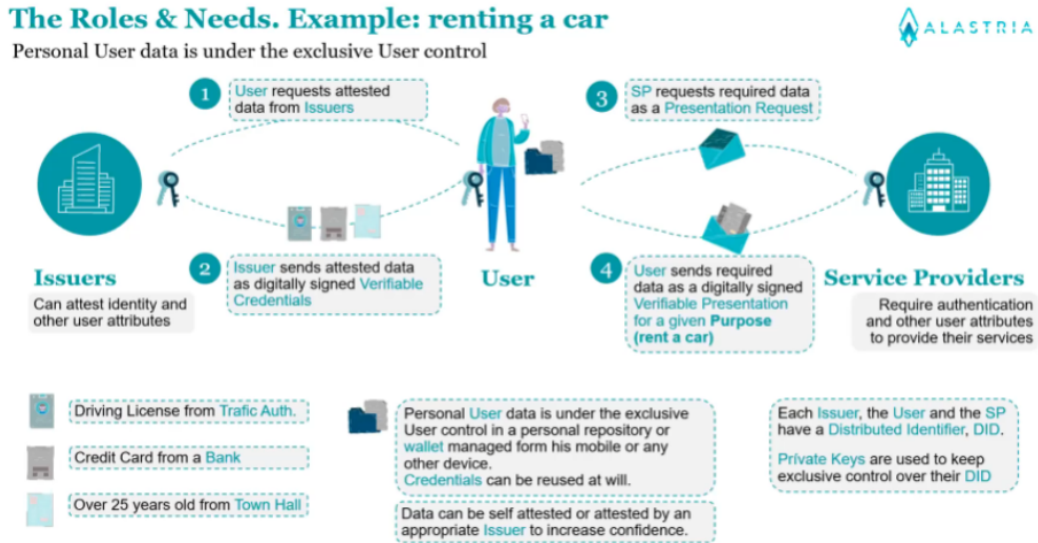 The Roles & Needs. Example: renting a car
ALASTRIA
Personal User data is under the exclusive User control
1
User requests attested
data from Issuers
3
SP requests required data
as a Presentation Request
2
Issuer sends attested data
as digitally signed Verifiable
Credentials
4
User sends required
data as a digitally signed
Verifiable Presentation
for a given Purpose
(rent a car)
Issuers
Can attest identity and
other user attributes
User
Service Providers
Require authentication
and other user attributes
to provide their services
Driving License from Trafic Auth.
Credit Card from a Bank
Over 25 years old from Town Hall
Personal User data is under the exclusive
User control in a personal repository or
wallet managed form his mobile or any
other device.
Credentials can be reused at will.
Data can be self attested or attested by an
appropriate Issuer to increase confidence.
Each Issuer, the User and the SP
have a Distributed Identifier, DID.
Private Keys are used to keep
exclusive control over their DID